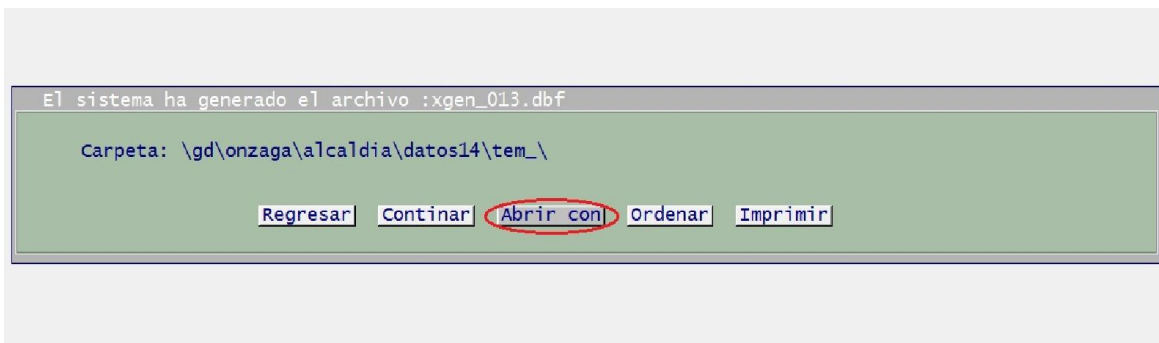 El sistema ha generado el archivo :xgen_013.dbf
Carpeta: \gd\onzaga\alcaldia\datos14\tem_\
Regresar Continar Abrir con Ordenar Imprimir